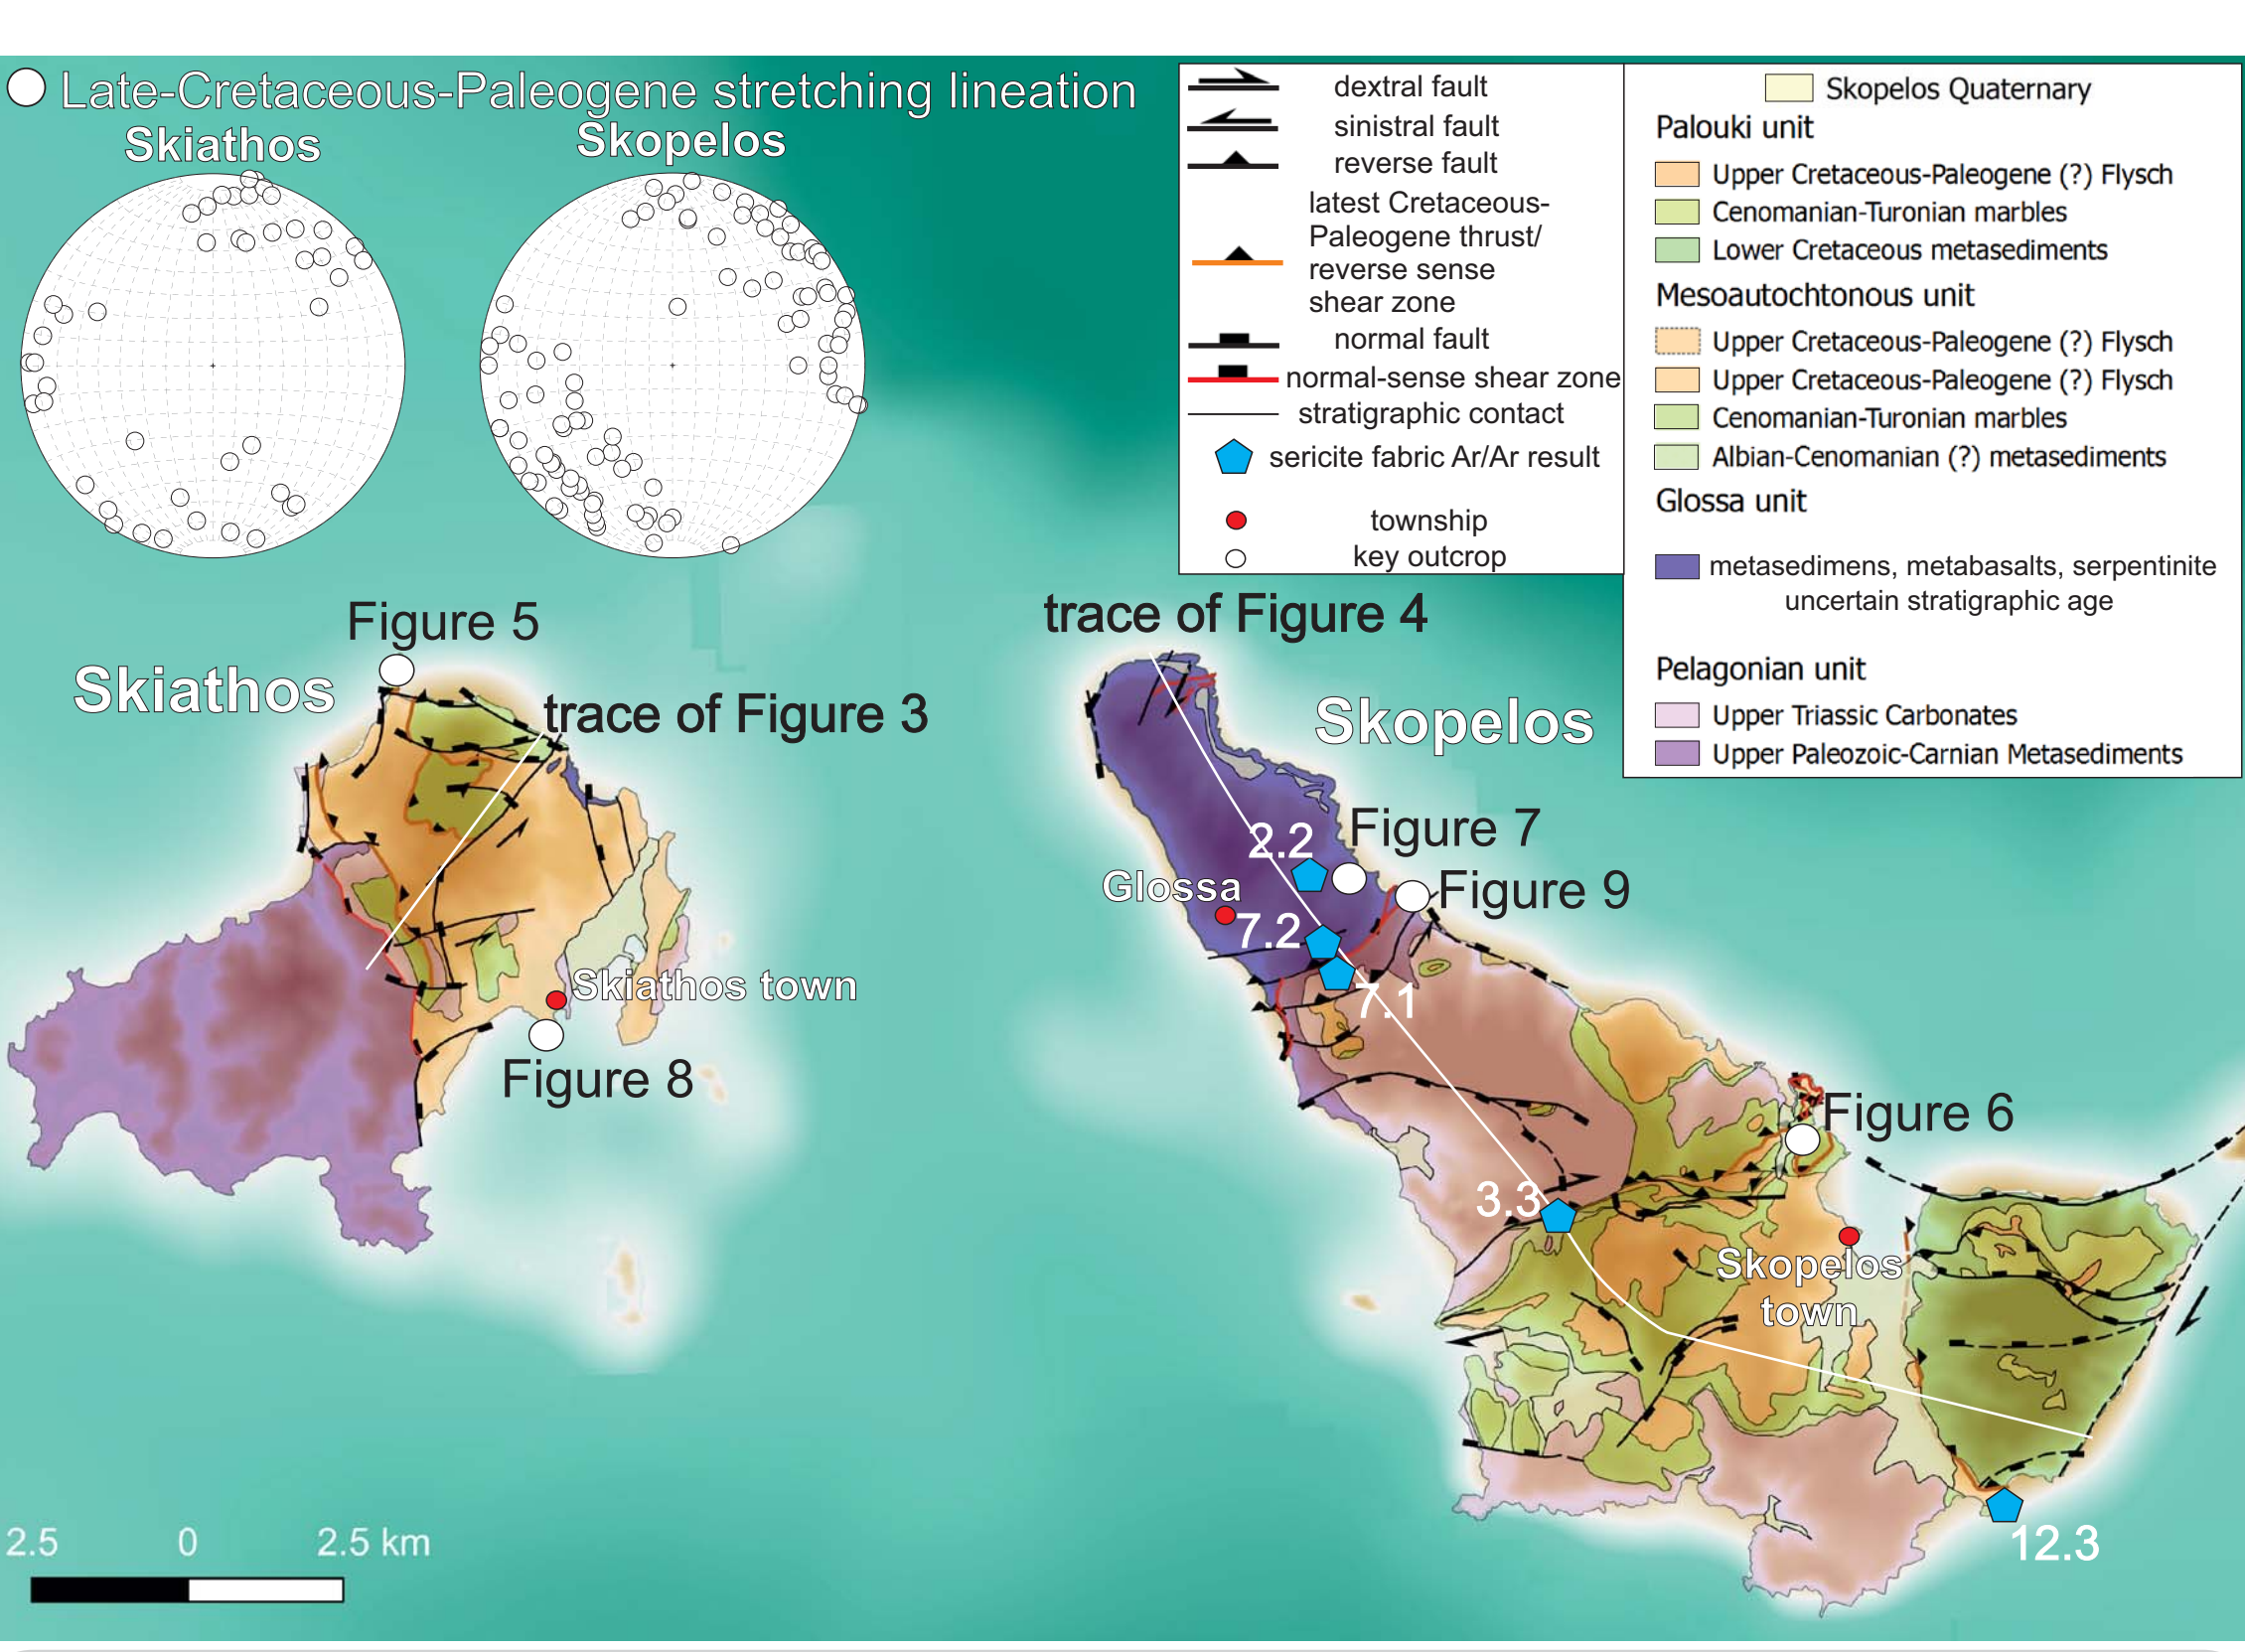 Late-Cretaceous-Paleogene stretching lineation
Skiathos
Skopelos
dextral fault
sinistral fault
reverse fault
latest Cretaceous-
Paleogene thrust/
reverse sense
shear zone
normal fault
normal-sense shear zone
stratigraphic contact
sericite fabric Ar/Ar result
township
key outcrop
Skopelos Quaternary
Palouki unit
Upper Cretaceous-Paleogene (?) Flysch
Cenomanian-Turonian marbles
Lower Cretaceous metasediments
Mesoautochtonous unit
Upper Cretaceous-Paleogene (?) Flysch
Upper Cretaceous-Paleogene (?) Flysch
Cenomanian-Turonian marbles
Albian-Cenomanian (?) metasediments
Glossa unit
metasedimens, metabasalts, serpentinite
uncertain stratigraphic age
Pelagonian unit
Upper Triassic Carbonates
Upper Paleozoic-Carnian Metasediments
Figure 5
Skiathos
trace of Figure 3
Skiathos town
Figure 8
trace of Figure 4
Skopelos
2.2
Figure 7
Glossa
Figure 9
7.2
7.1
Figure 6
3.3
Skopelos
town
12.3
2.5 0 2.5 km